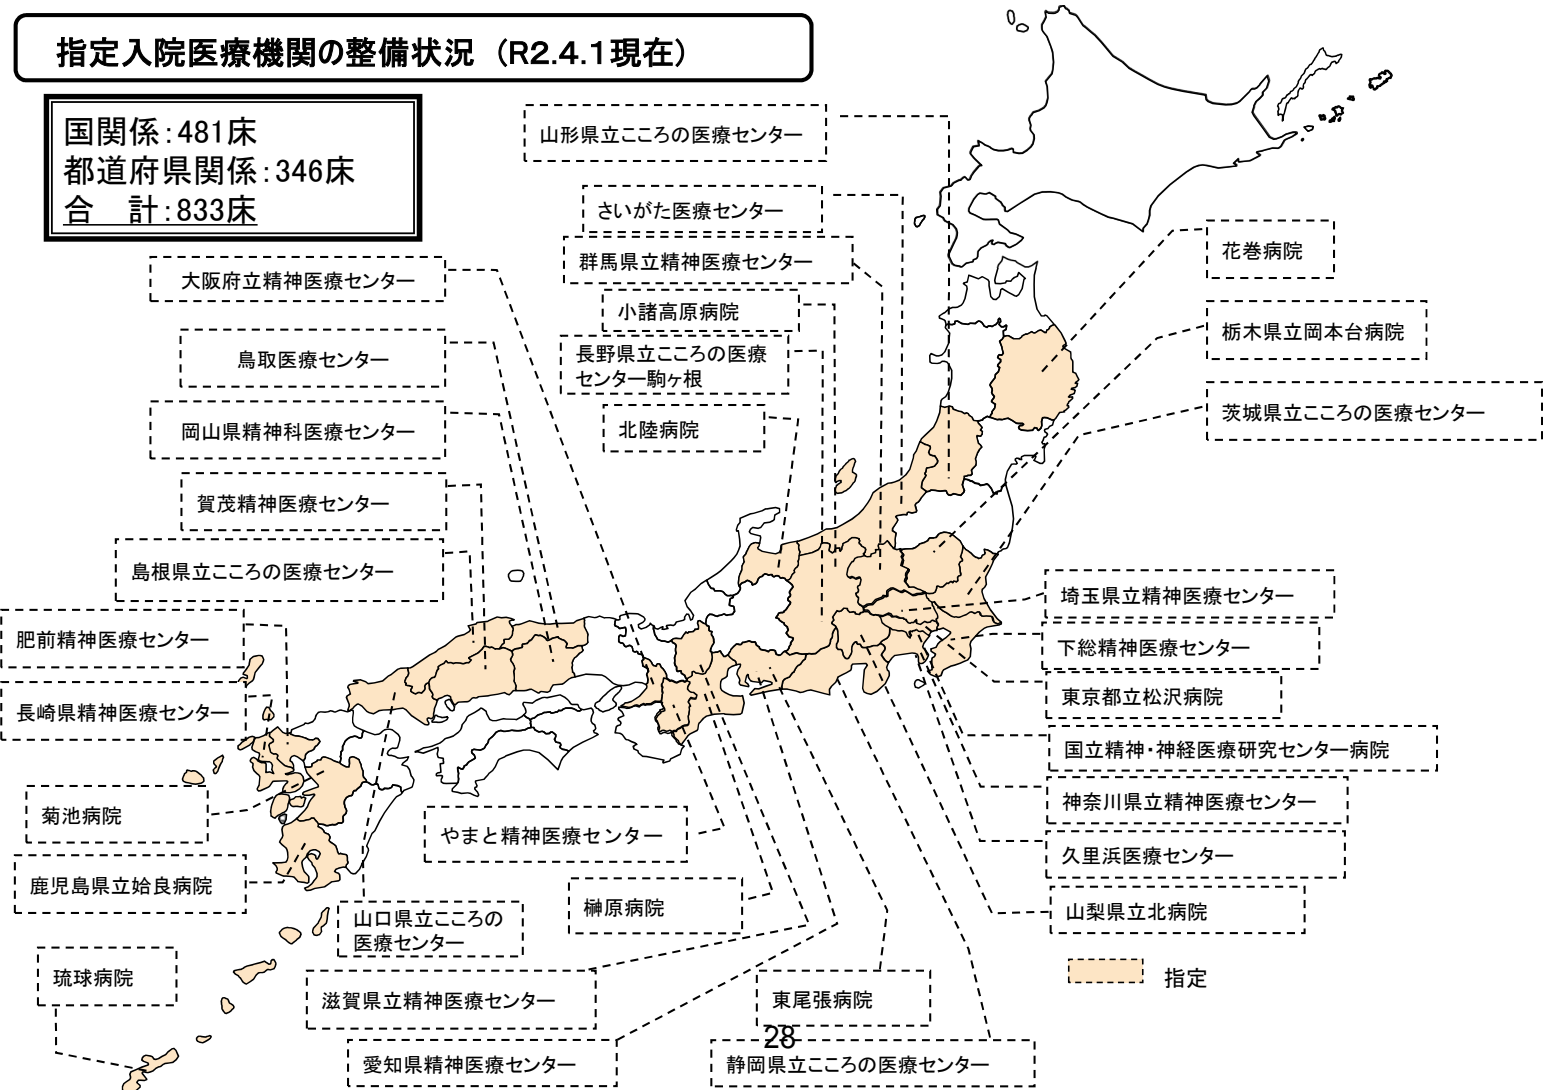 指定入院医療機関の整備状況 （R2.4.1現在）
国関係：481床
都道府県関係：346床
合　計：833床
山形県立こころの医療センター
さいがた医療センター
群馬県立精神医療センター
小諸高原病院
長野県立こころの医療
センター駒ヶ根
北陸病院
大阪府立精神医療センター
鳥取医療センター
岡山県精神科医療センター
賀茂精神医療センター
島根県立こころの医療センター
肥前精神医療センター
長崎県精神医療センター
菊池病院
鹿児島県立姶良病院
琉球病院
山口県立こころの
医療センター
やまと精神医療センター
榊原病院
滋賀県立精神医療センター
愛知県精神医療センター
東尾張病院
静岡県立こころの医療センター
花巻病院
栃木県立岡本台病院
茨城県立こころの医療センター
埼玉県立精神医療センター
下総精神医療センター
東京都立松沢病院
国立精神・神経医療研究センター病院
神奈川県立精神医療センター
久里浜医療センター
山梨県立北病院
指定
28